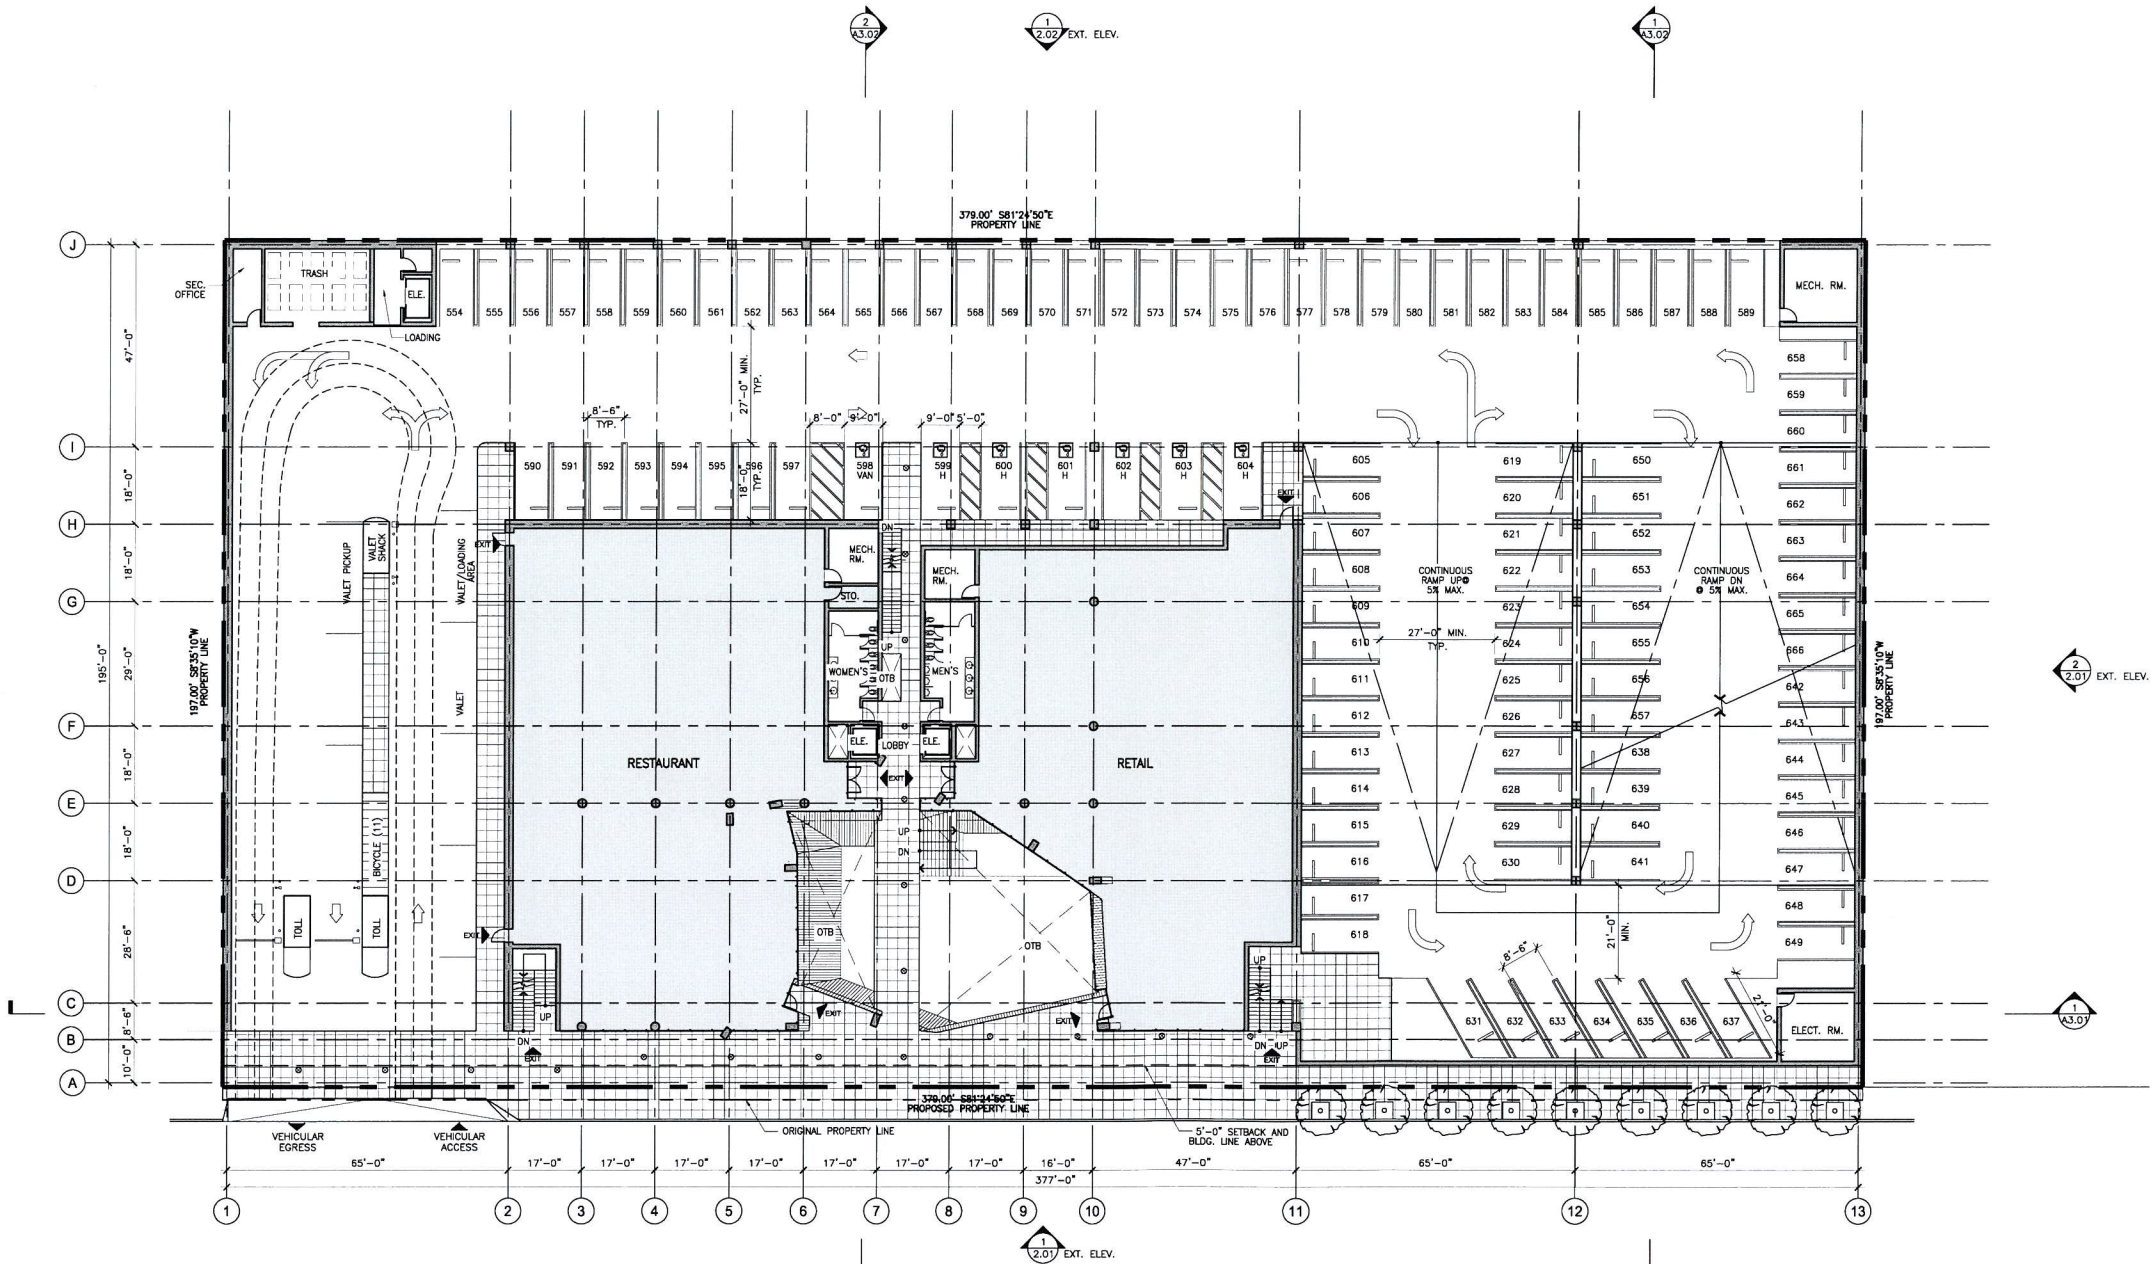 2
A3.02
1
2.02
EXT. ELEV.
1
A3.02
379.00' S81°24'50"E
PROPERTY LINE
J
I
H
G
F
E
D
C
B
A
195'-0"
47'-0"
18'-0"
18'-0"
29'-0"
18'-0"
18'-0"
28'-6"
8'-6"
10'-0"
197.00' S8°35'10"W
PROPERTY LINE
SEC.
OFFICE
TRASH
ELE.
LOADING
554 555 556 557 558 559 560 561 562 563 564 565 566 567 568 569 570 571 572 573 574 575 576 577 578 579 580 581 582 583 584 585 586 587 588 589
MECH. RM.
27'-0" MIN.
TYP.
8'-6"
TYP.
8'-0"
9'-0"
9'-0"
5'-0"
18'-0"
TYP.
590 591 592 593 594 595 596 597
598
VAN
599
H
600
H
601
H
602
H
603
H
604
H
EXIT
VALET PICKUP
VALET
SHACK
VALET/LOADING
AREA
VALET
BICYCLE (11)
TOLL
TOLL
EXIT
EXIT
RESTAURANT
MECH.
RM.
STO.
WOMEN'S
ELE.
DN
UP
OTB
LOBBY
EXIT
MECH.
RM.
MEN'S
ELE.
RETAIL
UP
DN
OTB
OTB
EXIT
EXIT
UP
DN
EXIT
UP
DN
UP
EXIT
605
606
607
608
609
610
611
612
613
614
615
616
617
618
CONTINUOUS
RAMP UP@
5% MAX.
27'-0" MIN.
TYP.
619
620
621
622
623
624
625
626
627
628
629
630
650
651
652
653
654
655
656
657
638
639
640
641
CONTINUOUS
RAMP DN
@ 5% MAX.
658
659
660
661
662
663
664
665
666
642
643
644
645
646
647
648
649
21'-0"
MIN.
8'-6"
21'-0"
631 632 633 634 635 636 637
ELECT. RM.
197.00' S8°35'10"W
PROPERTY LINE
2
2.01
EXT. ELEV.
1
A3.01
379.00' S81°24'50"E
PROPOSED PROPERTY LINE
ORIGINAL PROPERTY LINE
5'-0" SETBACK AND
BLDG. LINE ABOVE
VEHICULAR
EGRESS
VEHICULAR
ACCESS
65'-0" 17'-0" 17'-0" 17'-0" 17'-0" 17'-0" 17'-0" 17'-0" 16'-0" 47'-0" 65'-0" 65'-0"
377'-0"
1 2 3 4 5 6 7 8 9 10 11 12 13
1
2.01
EXT. ELEV.